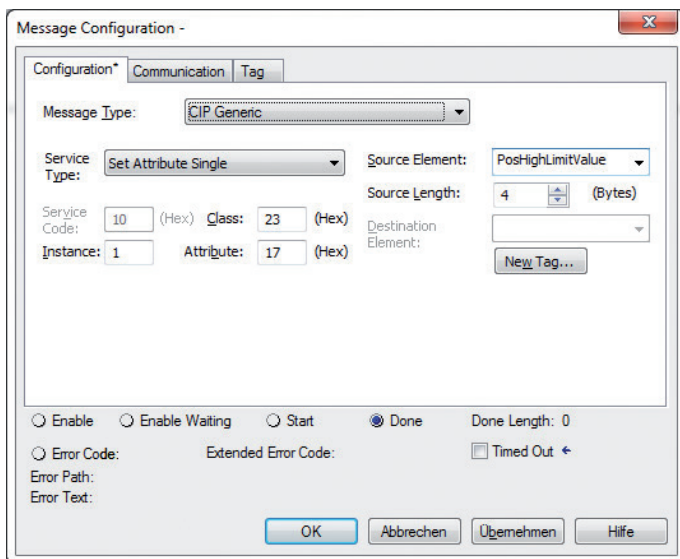 Message Configuration -
Configuration* Communication Tag
Message Type: CIP Generic
Service Type: Set Attribute Single
Source Element: PosHighLimitValue
Source Length: 4 (Bytes)
Service Code: 10 (Hex) Class: 23 (Hex)
Destination Element:
Instance: 1 Attribute: 17 (Hex)
New Tag...
Enable Enable Waiting Start Done Done Length: 0
Error Code: Extended Error Code: Timed Out ←
Error Path:
Error Text:
OK Abbrechen Übernehmen Hilfe